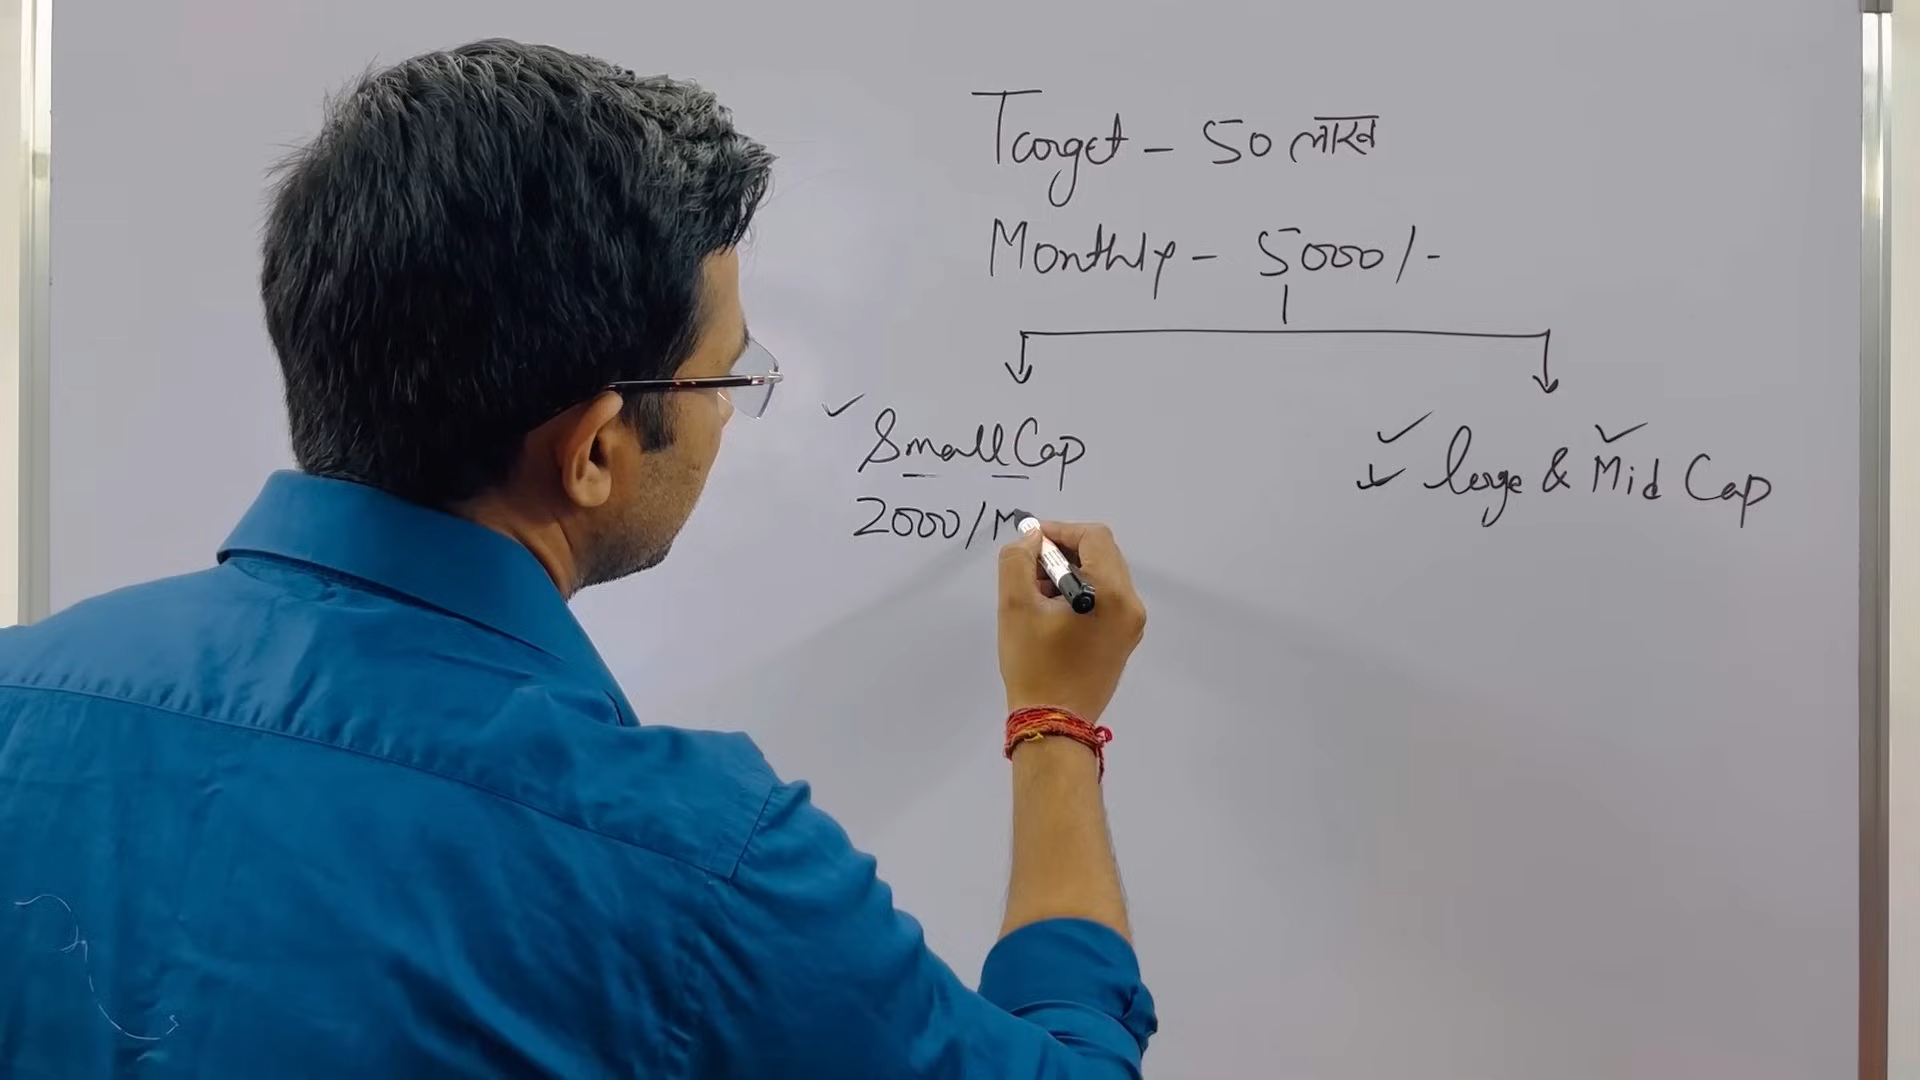 Target - 50 लाख
Monthly - 5000/-
Small Cap
2000/M
Large & Mid Cap